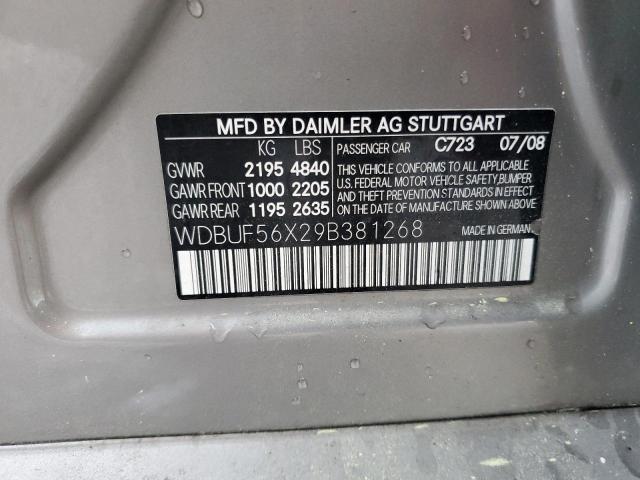 MFD BY DAIMLER AG STUTTGART
KG LBS PASSENGER CAR C723 07/08
GVWR 2195 4840
GAWR FRONT 1000 2205
GAWR REAR 1195 2635
THIS VEHICLE CONFORMS TO ALL APPLICABLE
U.S. FEDERAL MOTOR VEHICLE SAFETY,BUMPER
AND THEFT PREVENTION STANDARDS IN EFFECT
ON THE DATE OF MANUFACTURE SHOWN ABOVE.
WDBUF56X29B381268 MADE IN GERMANY